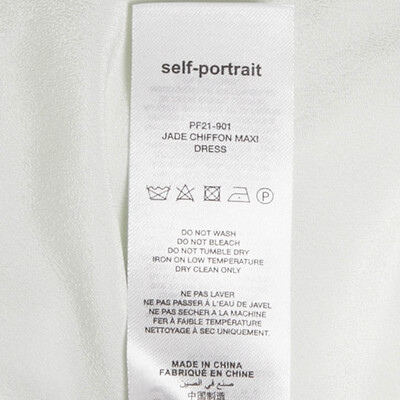 self-portrait
PF21-901
JADE CHIFFON MAXI
DRESS
P
DO NOT WASH
DO NOT BLEACH
DO NOT TUMBLE DRY
IRON ON LOW TEMPERATURE
DRY CLEAN ONLY
NE PAS LAVER
NE PAS PASSER À L'EAU DE JAVEL
NE PAS SECHER A LA MACHINE
FER À FAIBLE TEMPÉRATURE
NETTOYAGE À SEC UNIQUEMENT.
MADE IN CHINA
FABRIQUÉ EN CHINE
صنع في الصين
中国制造